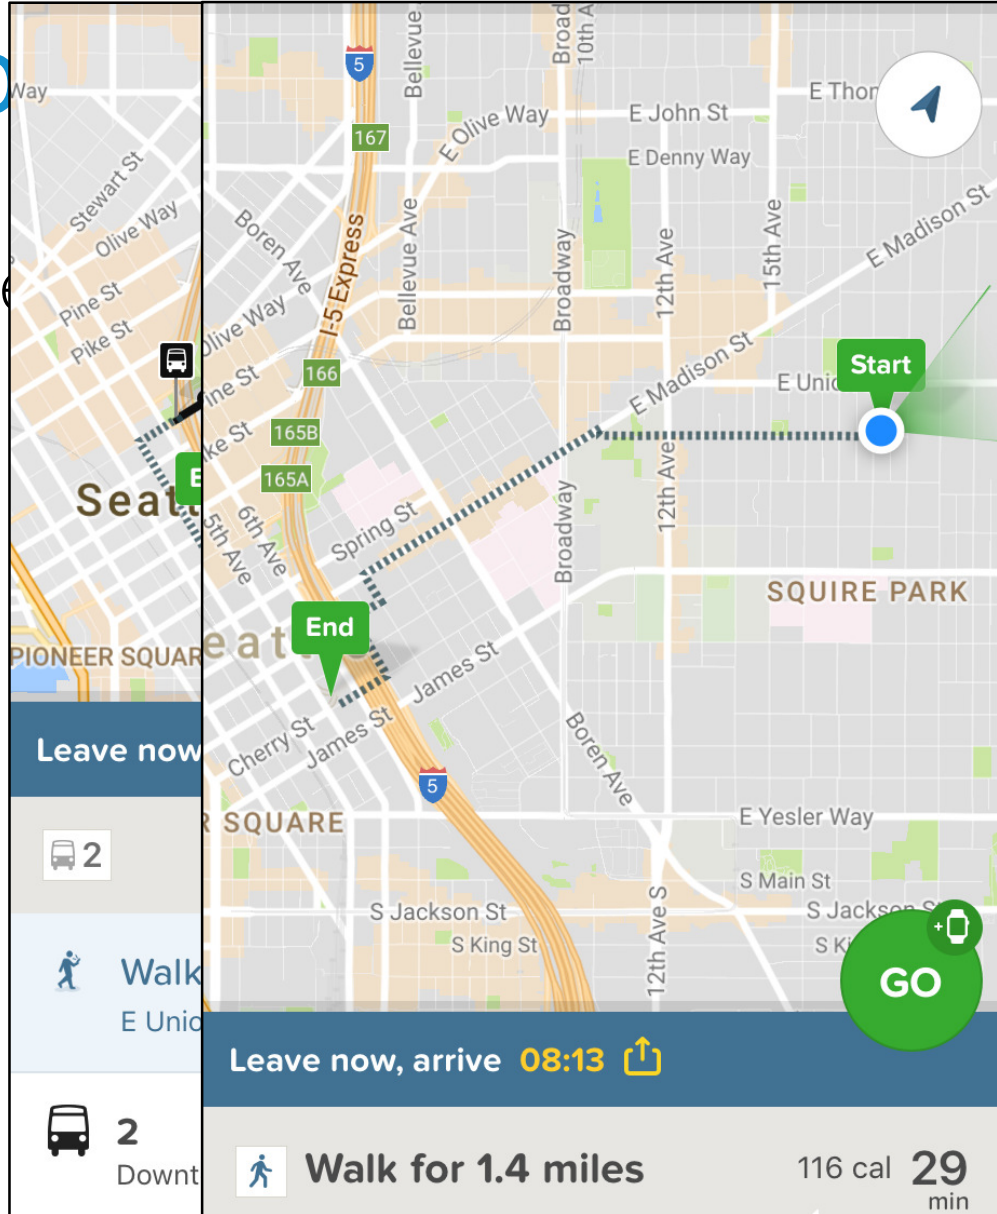 Way
Stewart St
Olive Way
Pine St
Pike St
PIONEER SQUAR
Leave now
2
Walk
E Unio
2
Downt
5
Bellevue
Broad
10th A
E Thor
167
E Olive Way
E John St
E Denny Way
Boren Ave
I-5 Express
Bellevue Ave
Broadway
12th Ave
15th Ave
E Madison St
Olive Way
ine St
166
E Madison St
E Unio
Start
ke St
165B
165A
Seat
5th Ave
6th Ave
Spring St
Broadway
12th Ave
SQUIRE PARK
End
eat
James St
Cherry St
James St
Boren Ave
5
R SQUARE
E Yesler Way
S Main St
S Jackson St
S Jackson St
S King St
S Ki
12th Ave S
GO
Leave now, arrive 08:13
Walk for 1.4 miles
116 cal
29
min